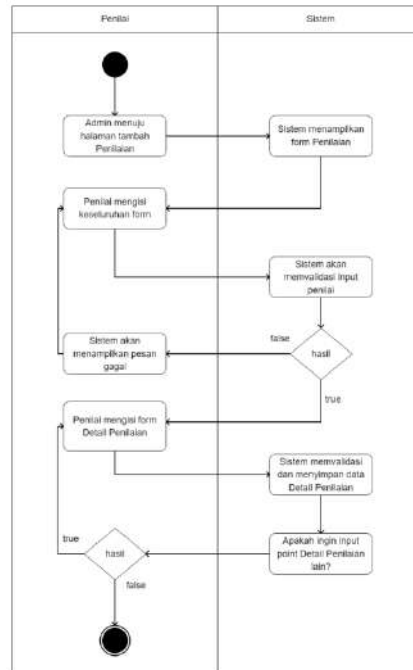 Penilai
Sistem
Admin menuju
halaman tambah
Penilaian
Sistem menampilkan
form Penilaian
Penilai mengisi
keseluruhan form
Sistem akan
memvalidasi input
penilai
false
hasil
Sistem akan
menampilkan pesan
gagal
true
Penilai mengisi form
Detail Penilaian
Sistem memvalidasi
dan menyimpan data
Detail Penilaian
true
hasil
Apakah ingin input
point Detail Penilaian
lain?
false